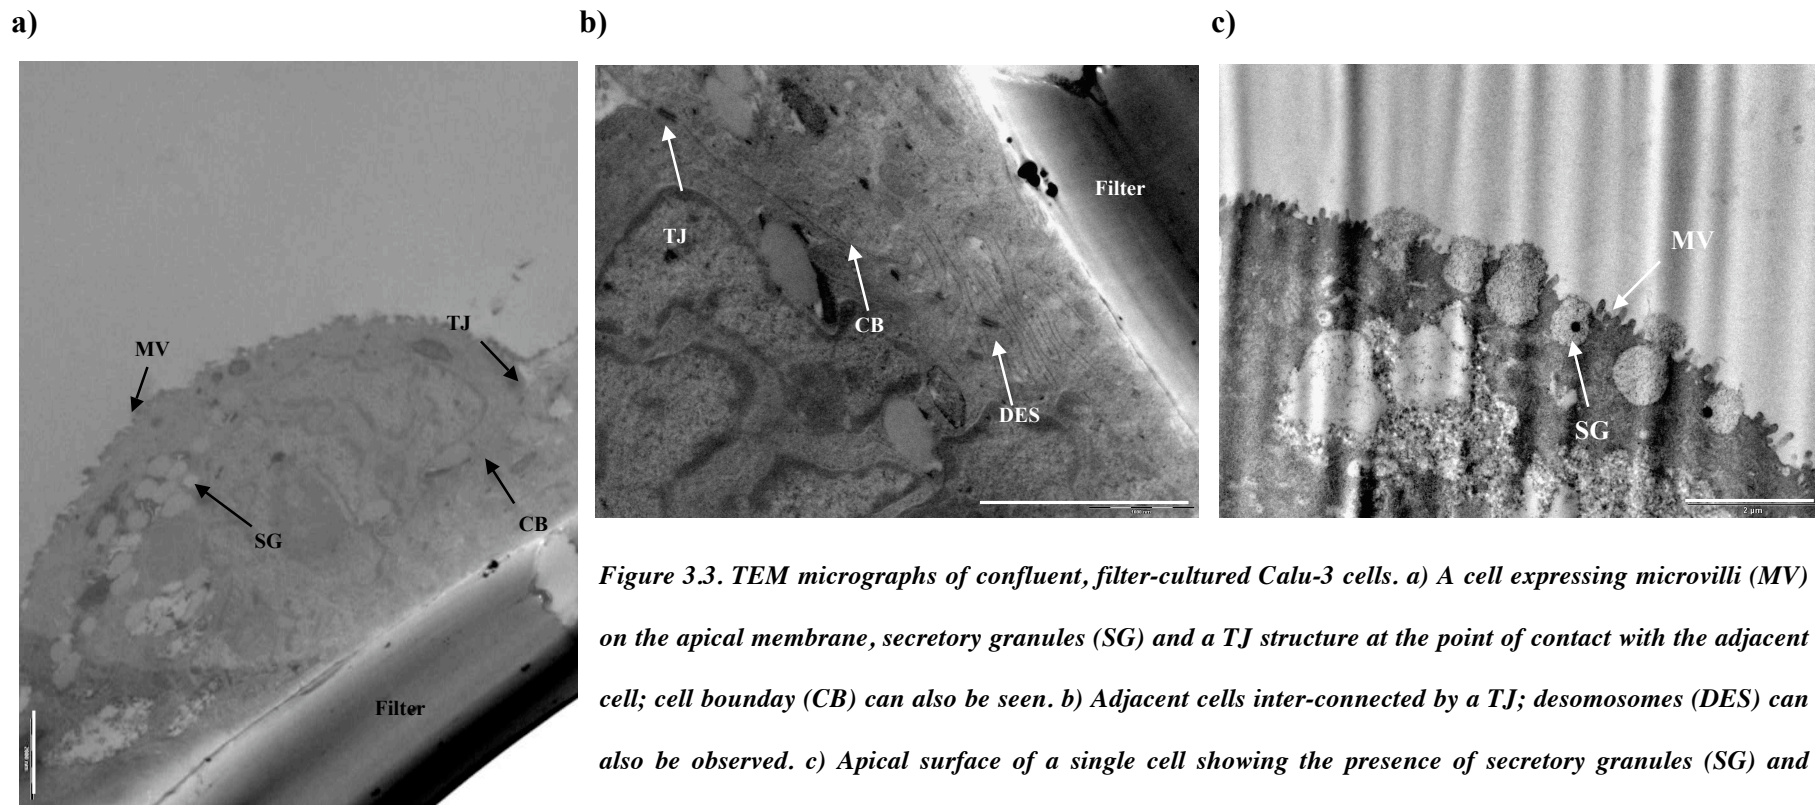 a)
b)
c)
MV
TJ
SG
CB
Filter
TJ
CB
DES
Filter
MV
SG
2 µm
Figure 3.3. TEM micrographs of confluent, filter-cultured Calu-3 cells. a) A cell expressing microvilli (MV)
on the apical membrane, secretory granules (SG) and a TJ structure at the point of contact with the adjacent
cell; cell bounday (CB) can also be seen. b) Adjacent cells inter-connected by a TJ; desomosomes (DES) can
also be observed. c) Apical surface of a single cell showing the presence of secretory granules (SG) and